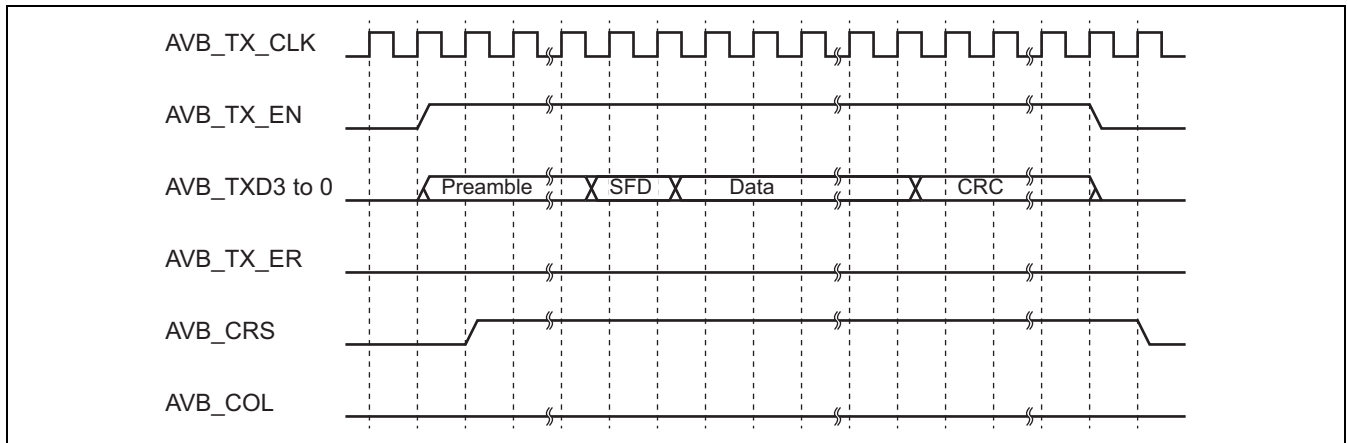 AVB_TX_CLK
AVB_TX_EN
AVB_TXD3 to 0 Preamble SFD Data CRC
AVB_TX_ER
AVB_CRS
AVB_COL